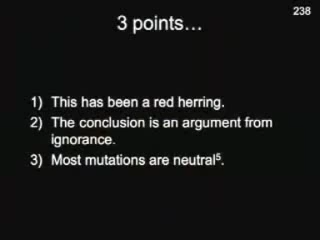 238
3 points...
1) This has been a red herring.
2) The conclusion is an argument from
ignorance.
3) Most mutations are neutral⁵.